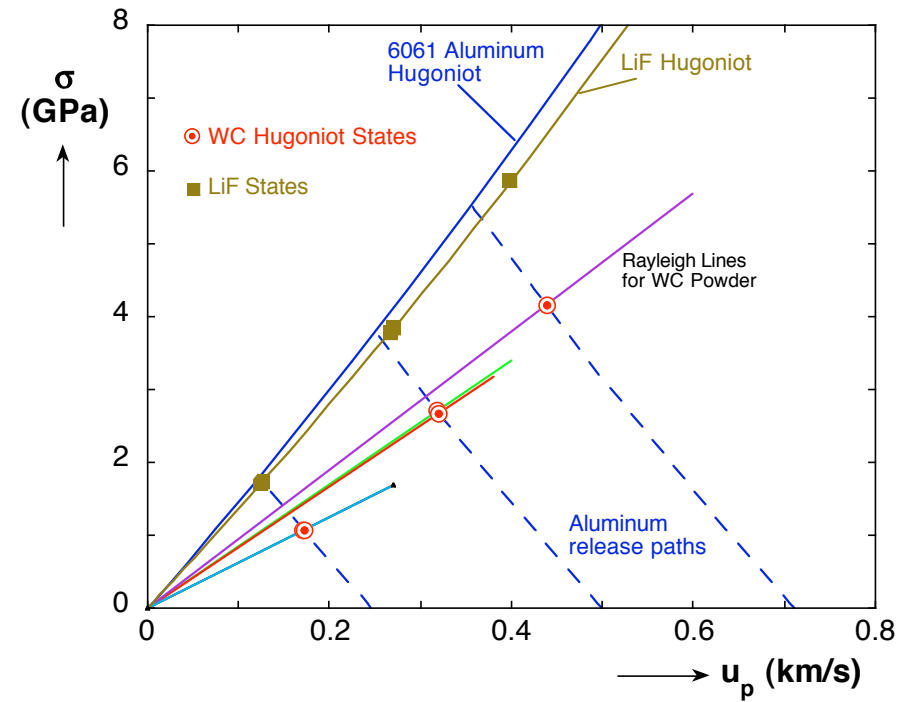 8
6
4
2
0
σ
(GPa)
6061 Aluminum
Hugoniot
LiF Hugoniot
WC Hugoniot States
LiF States
Rayleigh Lines
for WC Powder
Aluminum
release paths
0
0.2
0.4
0.6
0.8
up (km/s)